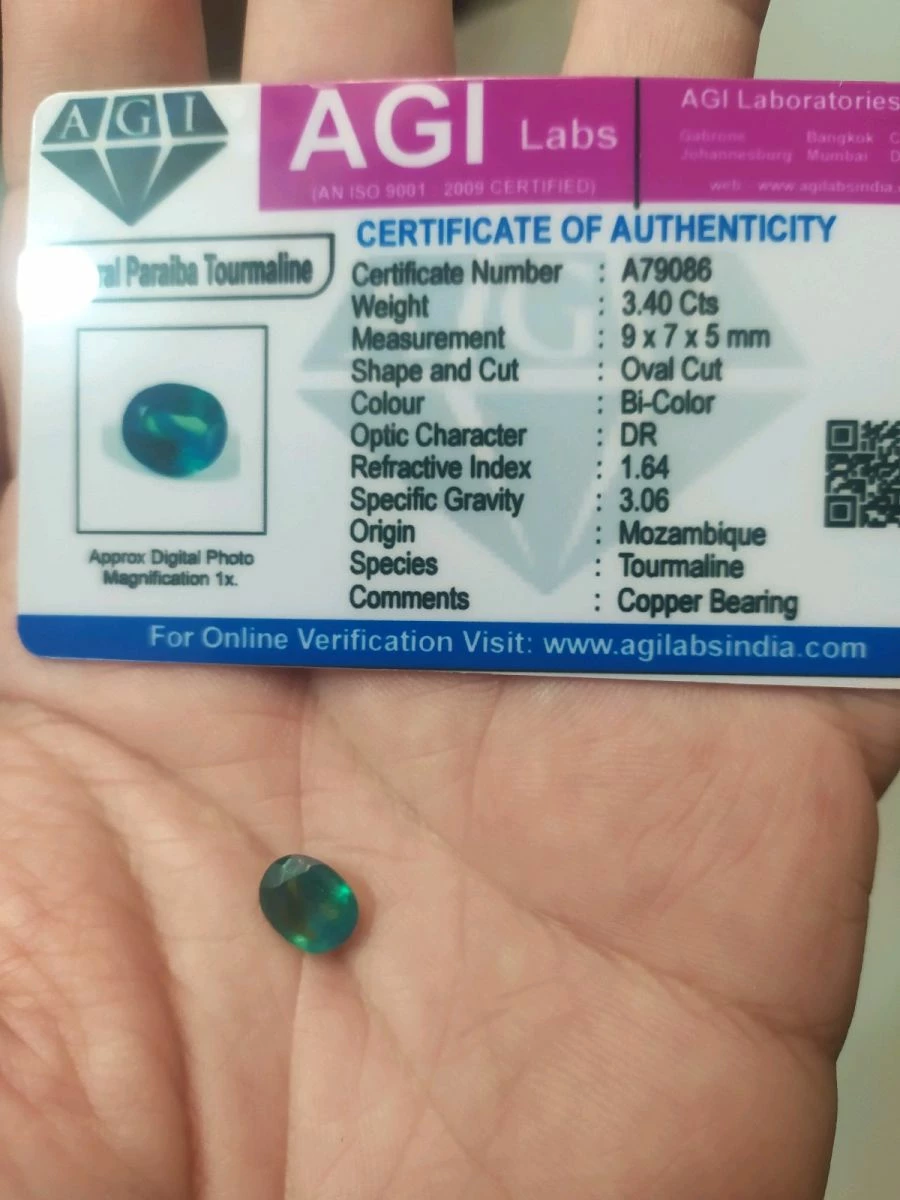 A G I
AGI Labs
(AN ISO 9001 2009 CERTIFIED)
AGI Laboratories
Gabrone Bangkok
Johannesburg Mumbai
web www.agilabsindia.
CERTIFICATE OF AUTHENTICITY
Paraiba Tourmaline
Certificate Number : A79086
Weight : 3.40 Cts
Measurement : 9 x 7 x 5 mm
Shape and Cut : Oval Cut
Colour : Bi-Color
Optic Character : DR
Refractive Index : 1.64
Specific Gravity : 3.06
Origin : Mozambique
Species : Tourmaline
Comments : Copper Bearing
Approx Digital Photo
Magnification 1x.
For Online Verification Visit: www.agilabsindia.com